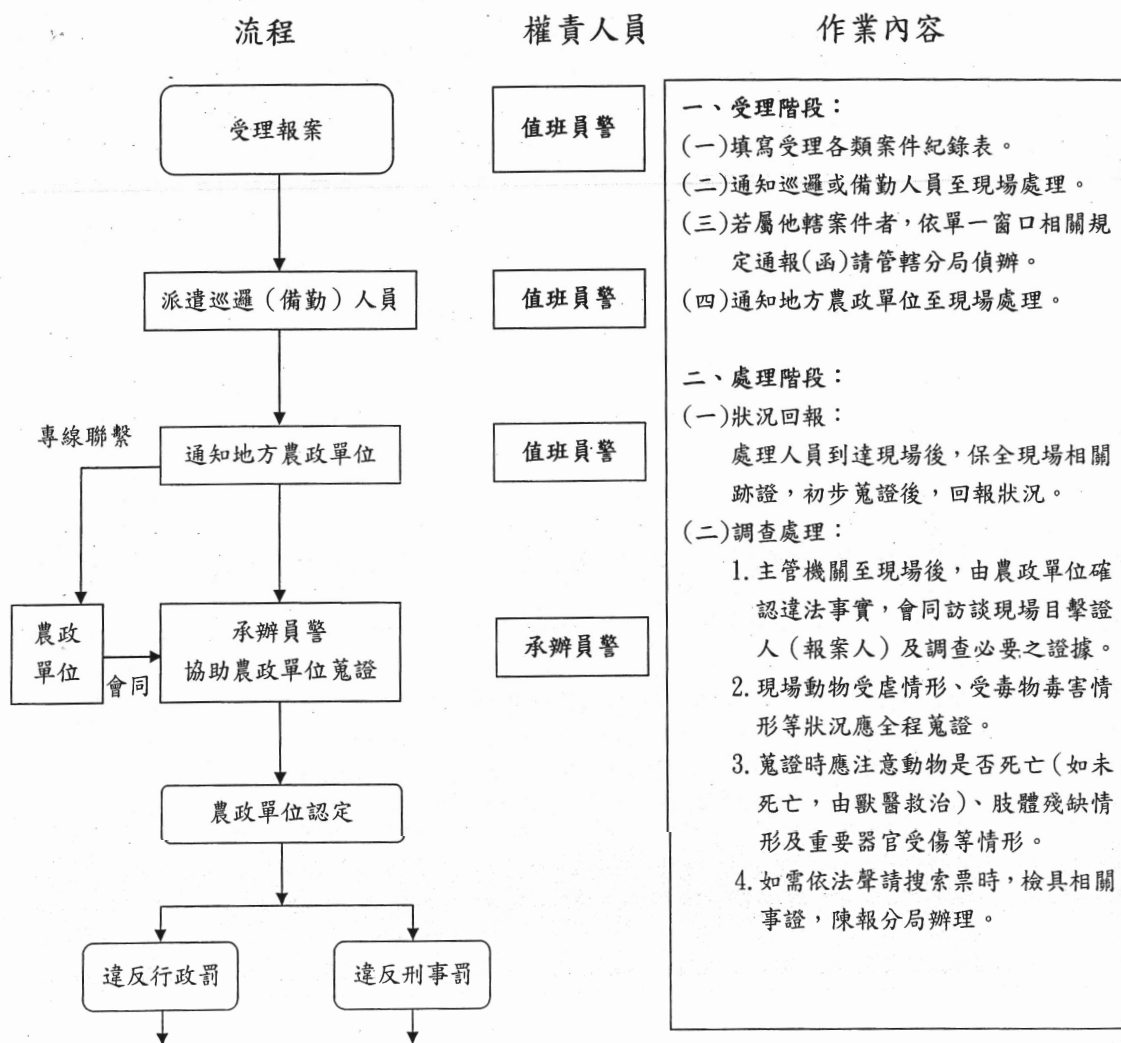 流程
權責人員
作業內容
受理報案
值班員警
派遣巡邏（備勤）人員
值班員警
專線聯繫
通知地方農政單位
值班員警
農政
單位
會同
承辦員警
協助農政單位蒐證
承辦員警
農政單位認定
違反行政罰
違反刑事罰
一、受理階段：
(一)填寫受理各類案件紀錄表。
(二)通知巡邏或備勤人員至現場處理。
(三)若屬他轄案件者，依單一窗口相關規
定通報(函)請管轄分局偵辦。
(四)通知地方農政單位至現場處理。
二、處理階段：
(一)狀況回報：
處理人員到達現場後，保全現場相關
跡證，初步蒐證後，回報狀況。
(二)調查處理：
1. 主管機關至現場後，由農政單位確
認違法事實，會同訪談現場目擊證
人（報案人）及調查必要之證據。
2. 現場動物受虐情形、受毒物毒害情
形等狀況應全程蒐證。
3. 蒐證時應注意動物是否死亡(如未
死亡，由獸醫救治)、肢體殘缺情
形及重要器官受傷等情形。
4. 如需依法聲請搜索票時，檢具相關
事證，陳報分局辦理。